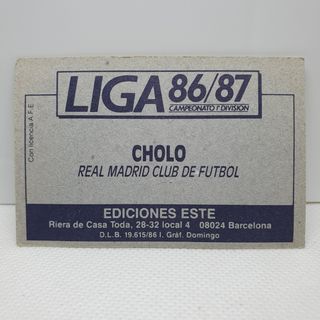 LIGA 86/87
CAMPEONATO 1ª DIVISION
Con licencia A.F.E
CHOLO
REAL MADRID CLUB DE FUTBOL
EDICIONES ESTE
Riera de Casa Toda, 28-32 local 4 08024 Barcelona
D.L.B. 19.615/86 I. Gráf. Domingo